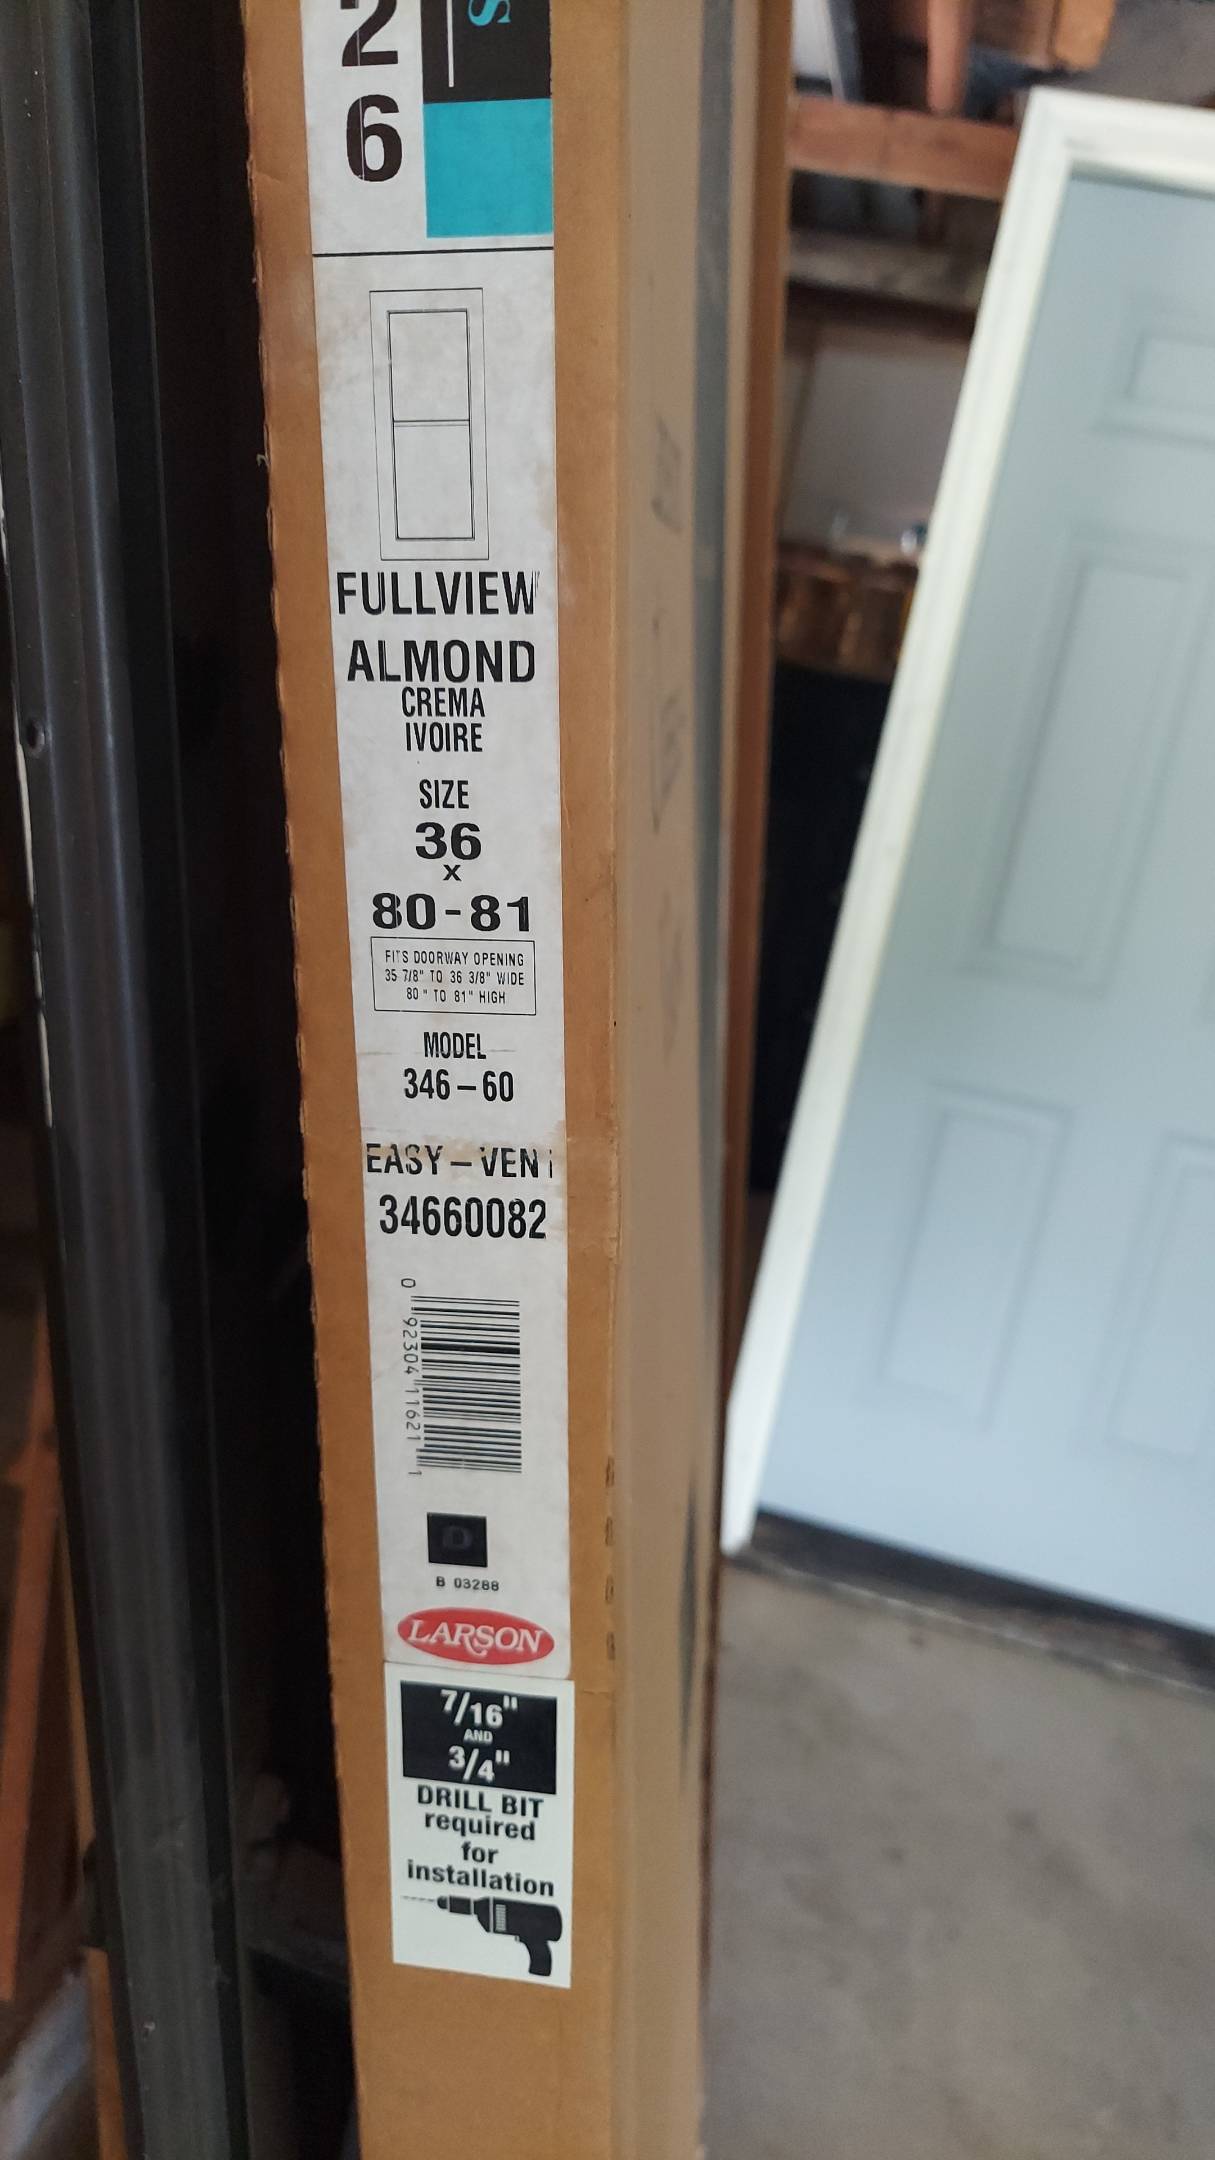 2
6
S
FULLVIEW
ALMOND
CREMA
IVOIRE
SIZE
36
x
80-81
FITS DOORWAY OPENING
35 7/8" TO 36 3/8" WIDE
80 " TO 81" HIGH
MODEL
346-60
EASY-VENT
34660082
0 92304 11621 1
D
B 03288
LARSON
7/16"
AND
3/4"
DRILL BIT
required
for
installation